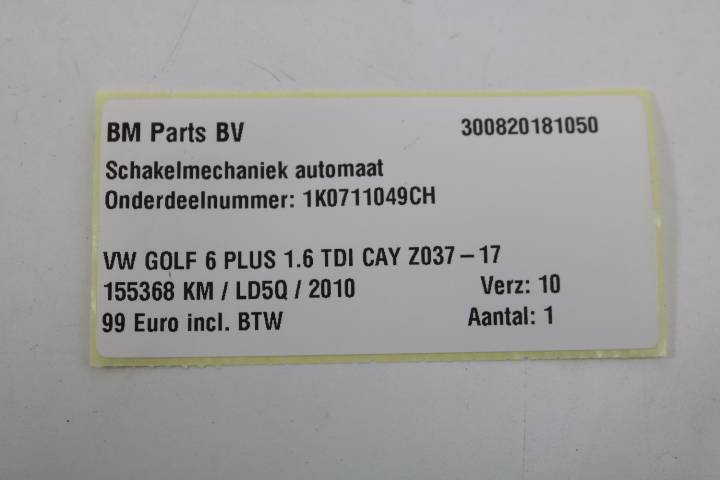 BM Parts BV 300820181050
Schakelmechaniek automaat
Onderdeelnummer: 1K0711049CH
VW GOLF 6 PLUS 1.6 TDI CAY Z037 – 17
155368 KM / LD5Q / 2010 Verz: 10
99 Euro incl. BTW Aantal: 1